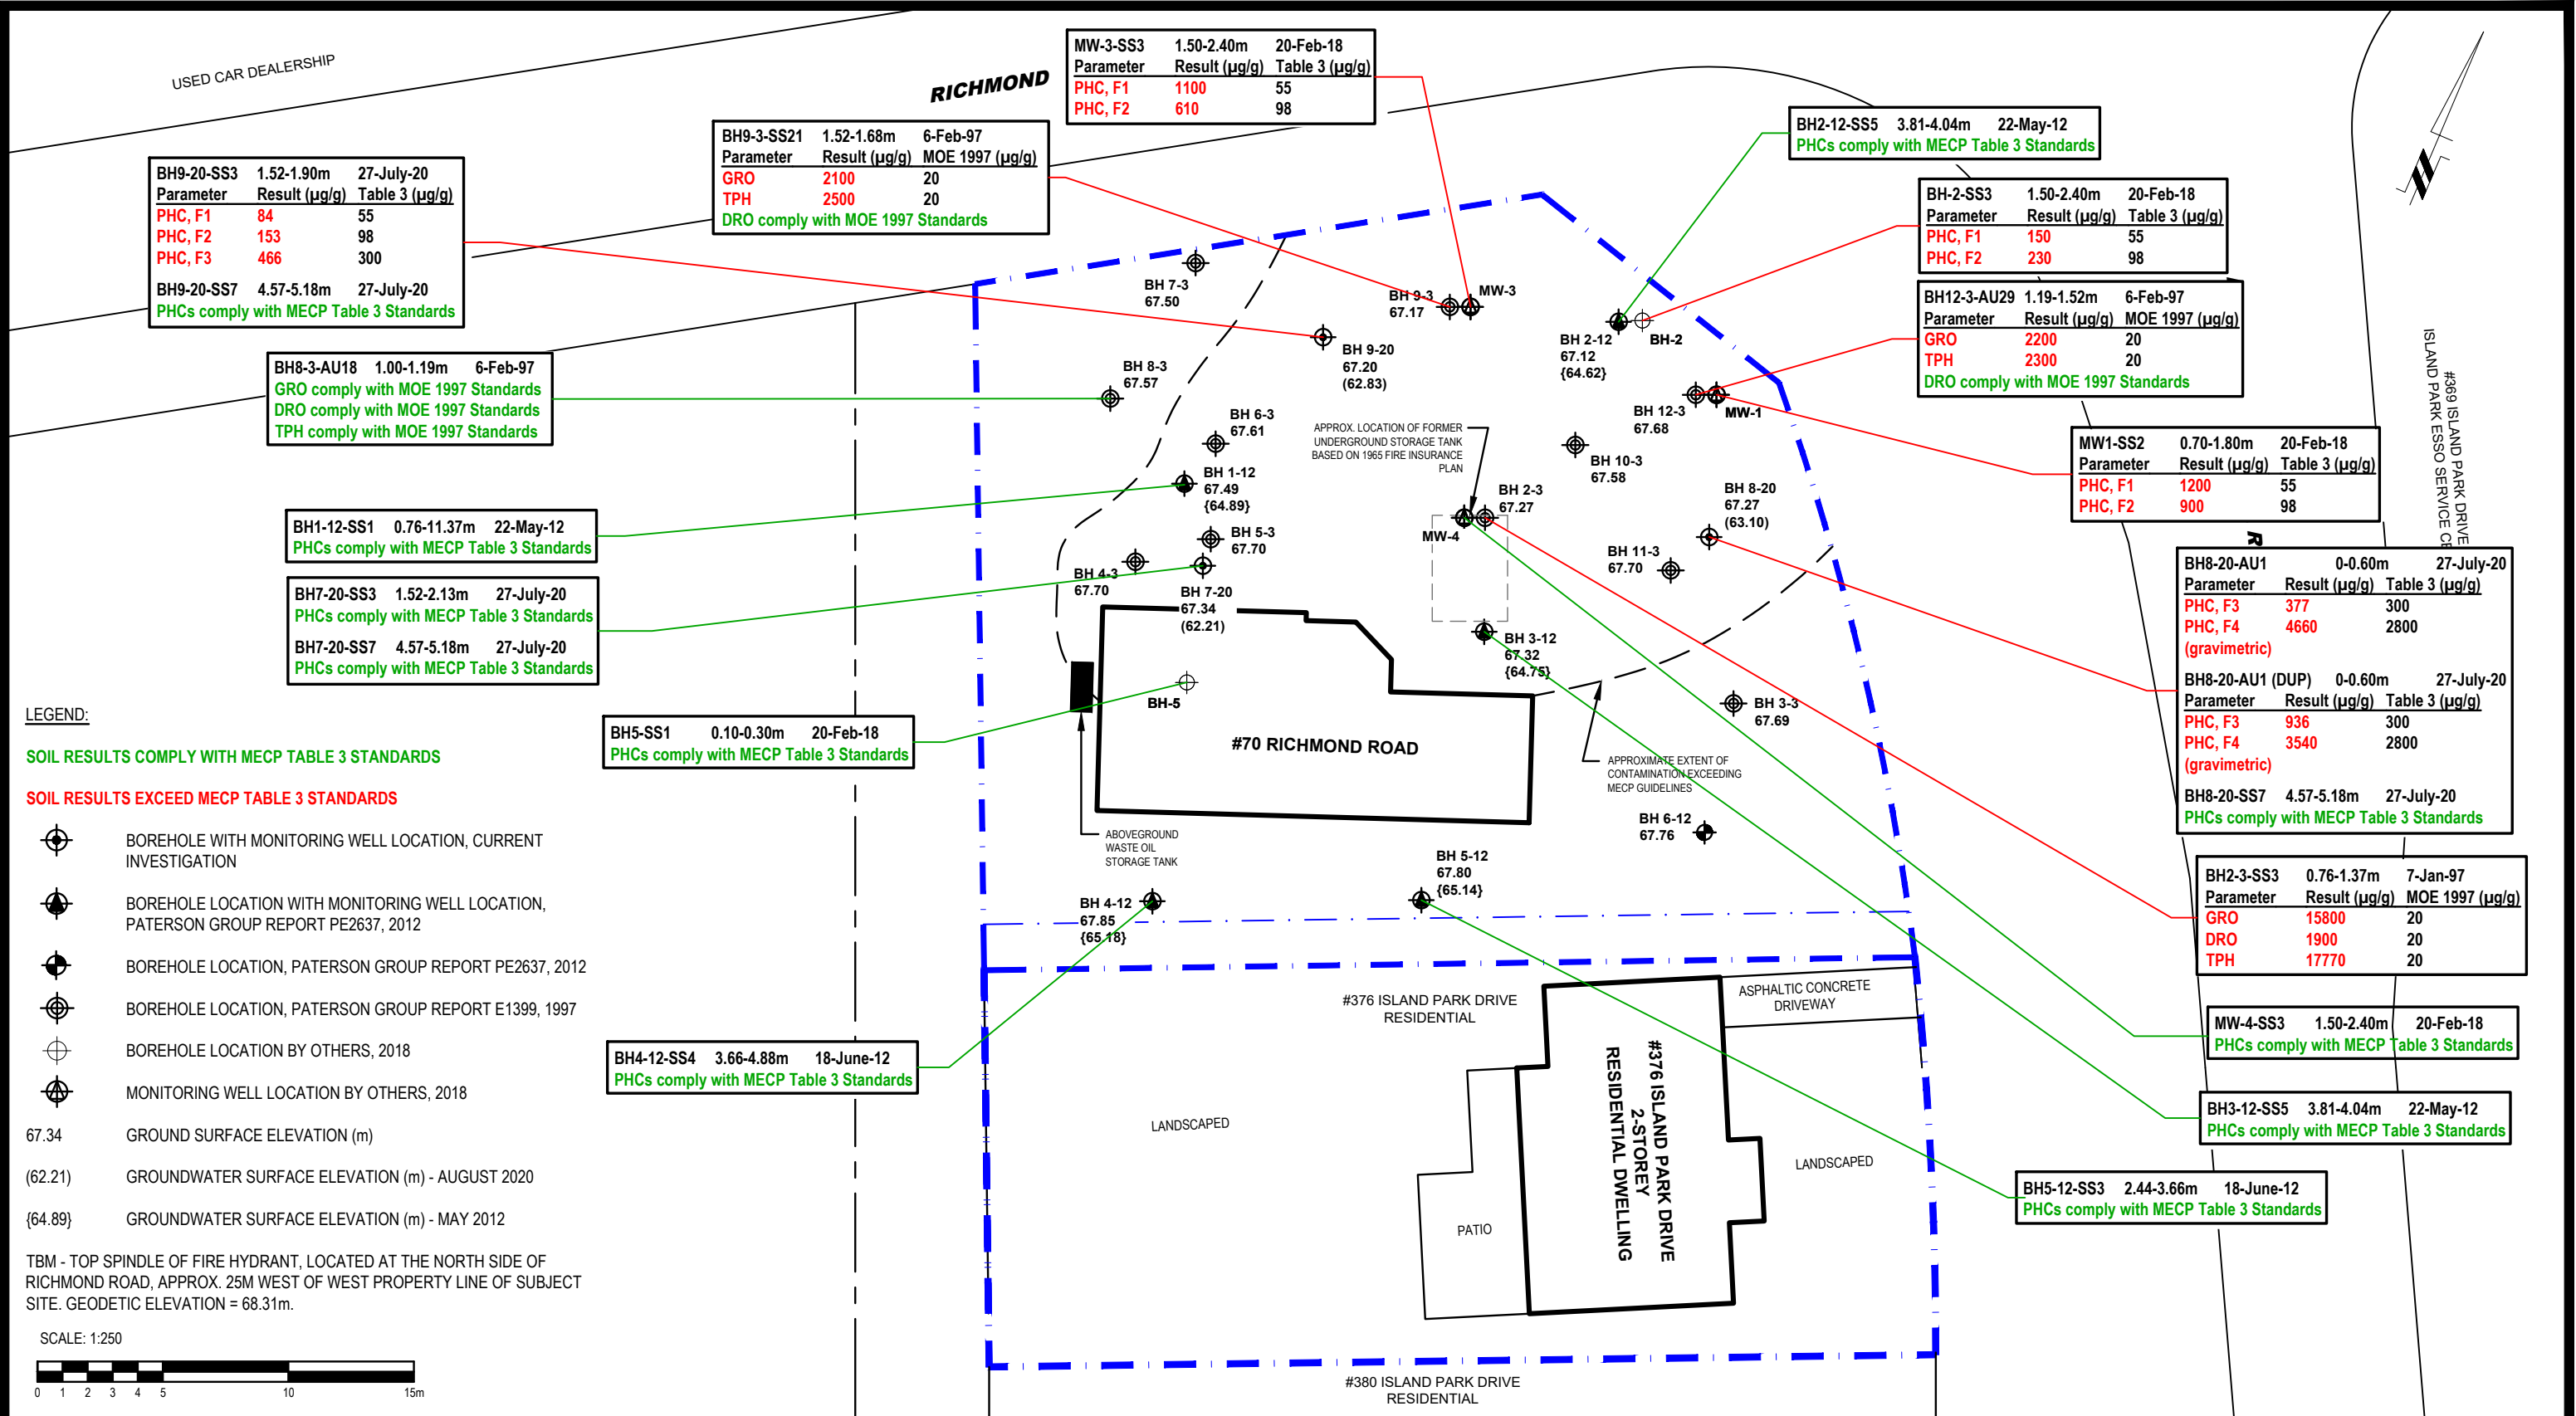 USED CAR DEALERSHIP
RICHMOND
MW-3-SS3 1.50-2.40m 20-Feb-18
Parameter Result (µg/g) Table 3 (µg/g)
PHC, F1 1100 55
PHC, F2 610 98
BH9-3-SS21 1.52-1.68m 6-Feb-97
Parameter Result (µg/g) MOE 1997 (µg/g)
GRO 2100 20
TPH 2500 20
DRO comply with MOE 1997 Standards
BH2-12-SS5 3.81-4.04m 22-May-12
PHCs comply with MECP Table 3 Standards
BH9-20-SS3 1.52-1.90m 27-July-20
Parameter Result (µg/g) Table 3 (µg/g)
PHC, F1 84 55
PHC, F2 153 98
PHC, F3 466 300
BH9-20-SS7 4.57-5.18m 27-July-20
PHCs comply with MECP Table 3 Standards
BH-2-SS3 1.50-2.40m 20-Feb-18
Parameter Result (µg/g) Table 3 (µg/g)
PHC, F1 150 55
PHC, F2 230 98
BH12-3-AU29 1.19-1.52m 6-Feb-97
Parameter Result (µg/g) MOE 1997 (µg/g)
GRO 2200 20
TPH 2300 20
DRO comply with MOE 1997 Standards
BH8-3-AU18 1.00-1.19m 6-Feb-97
GRO comply with MOE 1997 Standards
DRO comply with MOE 1997 Standards
TPH comply with MOE 1997 Standards
BH 7-3
67.50
BH 9-3
67.17
MW-3
BH 9-20
67.20
(62.83)
BH 2-12
67.12
{64.62}
BH-2
BH 8-3
67.57
BH 12-3
67.68
MW-1
BH 6-3
67.61
APPROX. LOCATION OF FORMER
UNDERGROUND STORAGE TANK
BASED ON 1965 FIRE INSURANCE
PLAN
BH 10-3
67.58
MW1-SS2 0.70-1.80m 20-Feb-18
Parameter Result (µg/g) Table 3 (µg/g)
PHC, F1 1200 55
PHC, F2 900 98
#369 ISLAND PARK DRIVE
ISLAND PARK ESSO SERVICE CE
R
BH 1-12
67.49
{64.89}
BH 2-3
67.27
MW-4
BH 8-20
67.27
(63.10)
BH1-12-SS1 0.76-11.37m 22-May-12
PHCs comply with MECP Table 3 Standards
BH 5-3
67.70
BH 4-3
67.70
BH 11-3
67.70
BH7-20-SS3 1.52-2.13m 27-July-20
PHCs comply with MECP Table 3 Standards
BH7-20-SS7 4.57-5.18m 27-July-20
PHCs comply with MECP Table 3 Standards
BH 7-20
67.34
(62.21)
BH8-20-AU1 0-0.60m 27-July-20
Parameter Result (µg/g) Table 3 (µg/g)
PHC, F3 377 300
PHC, F4 4660 2800
(gravimetric)
BH8-20-AU1 (DUP) 0-0.60m 27-July-20
Parameter Result (µg/g) Table 3 (µg/g)
PHC, F3 936 300
PHC, F4 3540 2800
(gravimetric)
BH8-20-SS7 4.57-5.18m 27-July-20
PHCs comply with MECP Table 3 Standards
BH 3-12
67.32
{64.75}
BH-5
BH 3-3
67.69
#70 RICHMOND ROAD
BH5-SS1 0.10-0.30m 20-Feb-18
PHCs comply with MECP Table 3 Standards
APPROXIMATE EXTENT OF
CONTAMINATION EXCEEDING
MECP GUIDELINES
ABOVEGROUND
WASTE OIL
STORAGE TANK
BH 6-12
67.76
BH 5-12
67.80
{65.14}
BH 4-12
67.85
{65.18}
BH2-3-SS3 0.76-1.37m 7-Jan-97
Parameter Result (µg/g) MOE 1997 (µg/g)
GRO 15800 20
DRO 1900 20
TPH 17770 20
#376 ISLAND PARK DRIVE
RESIDENTIAL
ASPHALTIC CONCRETE
DRIVEWAY
MW-4-SS3 1.50-2.40m 20-Feb-18
PHCs comply with MECP Table 3 Standards
BH4-12-SS4 3.66-4.88m 18-June-12
PHCs comply with MECP Table 3 Standards
BH3-12-SS5 3.81-4.04m 22-May-12
PHCs comply with MECP Table 3 Standards
LANDSCAPED
#376 ISLAND PARK DRIVE
2-STOREY
RESIDENTIAL DWELLING
LANDSCAPED
PATIO
BH5-12-SS3 2.44-3.66m 18-June-12
PHCs comply with MECP Table 3 Standards
#380 ISLAND PARK DRIVE
RESIDENTIAL
LEGEND:
SOIL RESULTS COMPLY WITH MECP TABLE 3 STANDARDS
SOIL RESULTS EXCEED MECP TABLE 3 STANDARDS
BOREHOLE WITH MONITORING WELL LOCATION, CURRENT
INVESTIGATION
BOREHOLE LOCATION WITH MONITORING WELL LOCATION,
PATERSON GROUP REPORT PE2637, 2012
BOREHOLE LOCATION, PATERSON GROUP REPORT PE2637, 2012
BOREHOLE LOCATION, PATERSON GROUP REPORT E1399, 1997
BOREHOLE LOCATION BY OTHERS, 2018
MONITORING WELL LOCATION BY OTHERS, 2018
67.34 GROUND SURFACE ELEVATION (m)
(62.21) GROUNDWATER SURFACE ELEVATION (m) - AUGUST 2020
{64.89} GROUNDWATER SURFACE ELEVATION (m) - MAY 2012
TBM - TOP SPINDLE OF FIRE HYDRANT, LOCATED AT THE NORTH SIDE OF
RICHMOND ROAD, APPROX. 25M WEST OF WEST PROPERTY LINE OF SUBJECT
SITE. GEODETIC ELEVATION = 68.31m.
SCALE: 1:250
0 1 2 3 4 5 10 15m